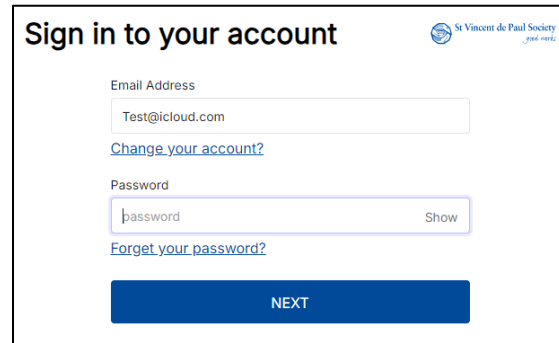 Sign in to your account
St Vincent de Paul Society
good works
Email Address
Test@icloud.com
Change your account?
Password
password
Show
Forget your password?
NEXT